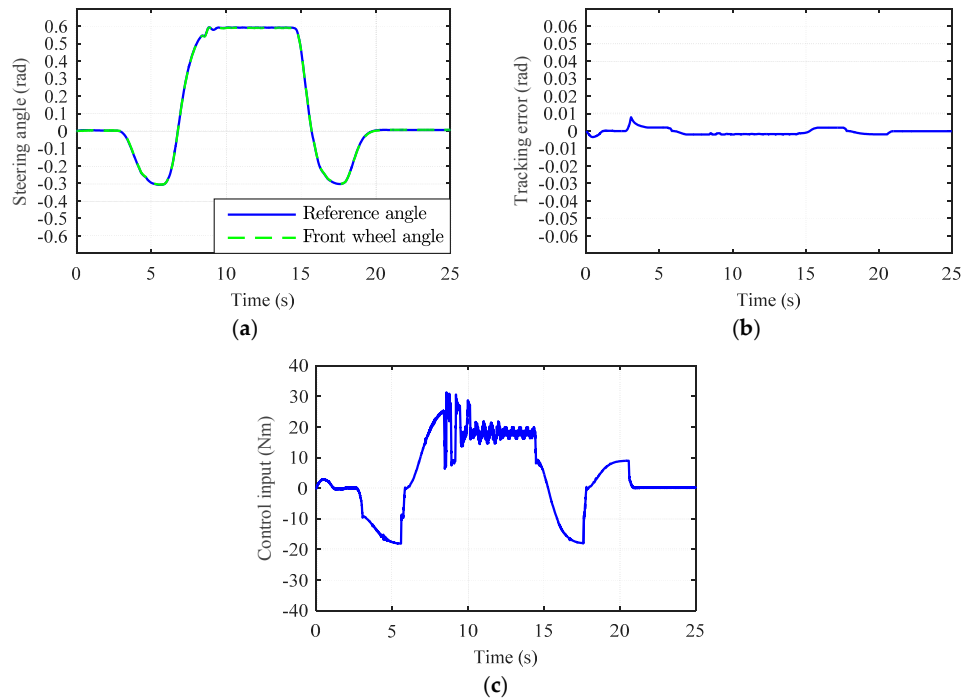 Steering angle (rad)
0.6
0.5
0.4
0.3
0.2
0.1
0
-0.1
-0.2
-0.3
-0.4
-0.5
-0.6
Reference angle
Front wheel angle
0 5 10 15 20 25
Time (s)
(a)
Tracking error (rad)
0.06
0.05
0.04
0.03
0.02
0.01
0
-0.01
-0.02
-0.03
-0.04
-0.05
-0.06
0 5 10 15 20 25
Time (s)
(b)
Control input (Nm)
40
30
20
10
0
-10
-20
-30
-40
0 5 10 15 20 25
Time (s)
(c)